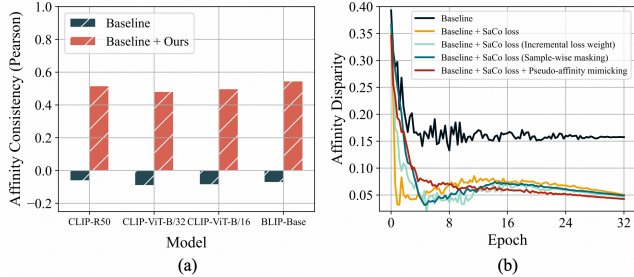 Affinity Consistency (Pearson)
1.0
0.8
0.6
0.4
0.2
0.0
−0.2
Baseline
Baseline + Ours
CLIP-R50 CLIP-ViT-B/32 CLIP-ViT-B/16 BLIP-Base
Model
(a)
Affinity Disparity
0.40
0.35
0.30
0.25
0.20
0.15
0.10
0.05
Baseline
Baseline + SaCo loss
Baseline + SaCo loss (Incremental loss weight)
Baseline + SaCo loss (Sample-wise masking)
Baseline + SaCo loss + Pseudo-affinity mimicking
0 8 16 24 32
Epoch
(b)